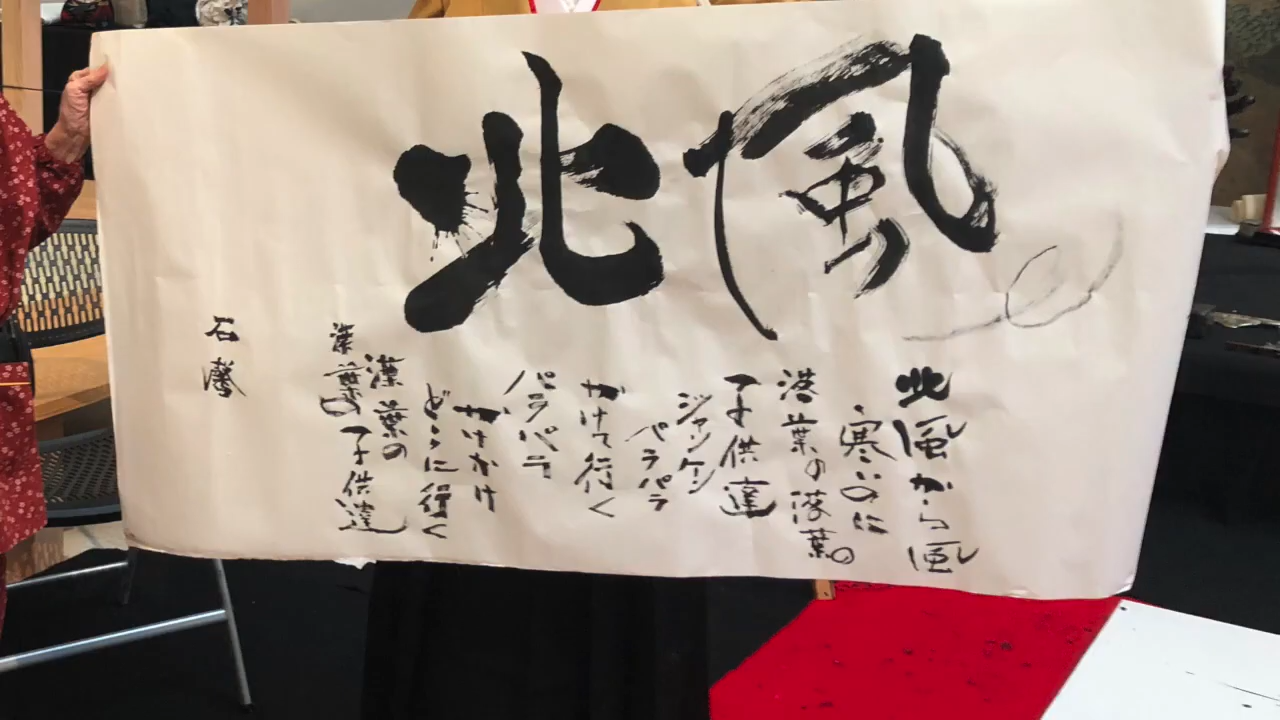 北風
北風から風
寒いのに
落葉の落葉の
子供達
ジャンケン
パラパラ
かけて行く
パラパラ
かけかけ
どこに行く
落葉の
落葉の子供達
石